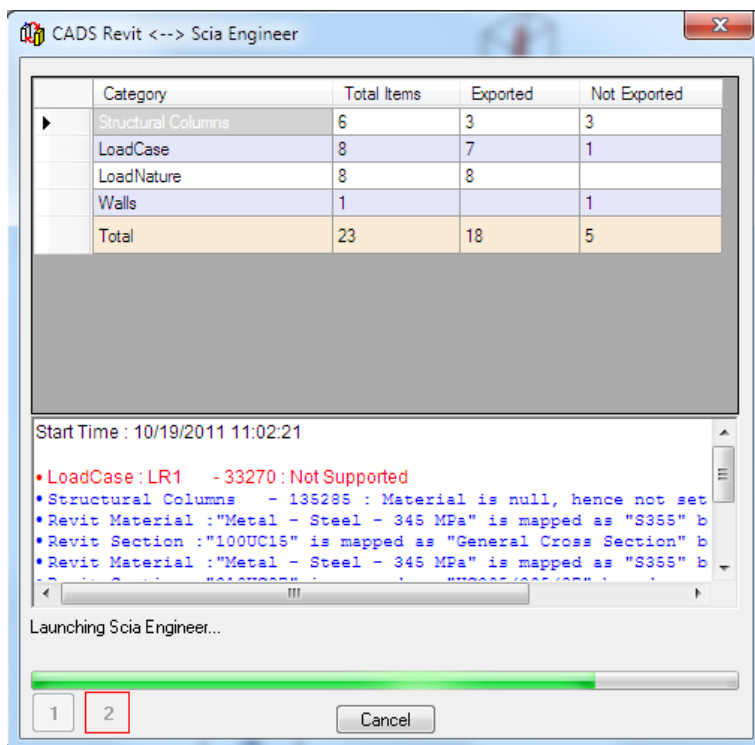 CADS Revit <--> Scia Engineer
Category Total Items Exported Not Exported
Structural Columns 6 3 3
LoadCase 8 7 1
LoadNature 8 8
Walls 1 1
Total 23 18 5
Start Time : 10/19/2011 11:02:21
• LoadCase : LR1 - 33270 : Not Supported
• Structural Columns - 135285 : Material is null, hence not set
• Revit Material :"Metal - Steel - 345 MPa" is mapped as "S355" b
• Revit Section :"100UC15" is mapped as "General Cross Section" b
• Revit Material :"Metal - Steel - 345 MPa" is mapped as "S355" b
Launching Scia Engineer...
1 2
Cancel